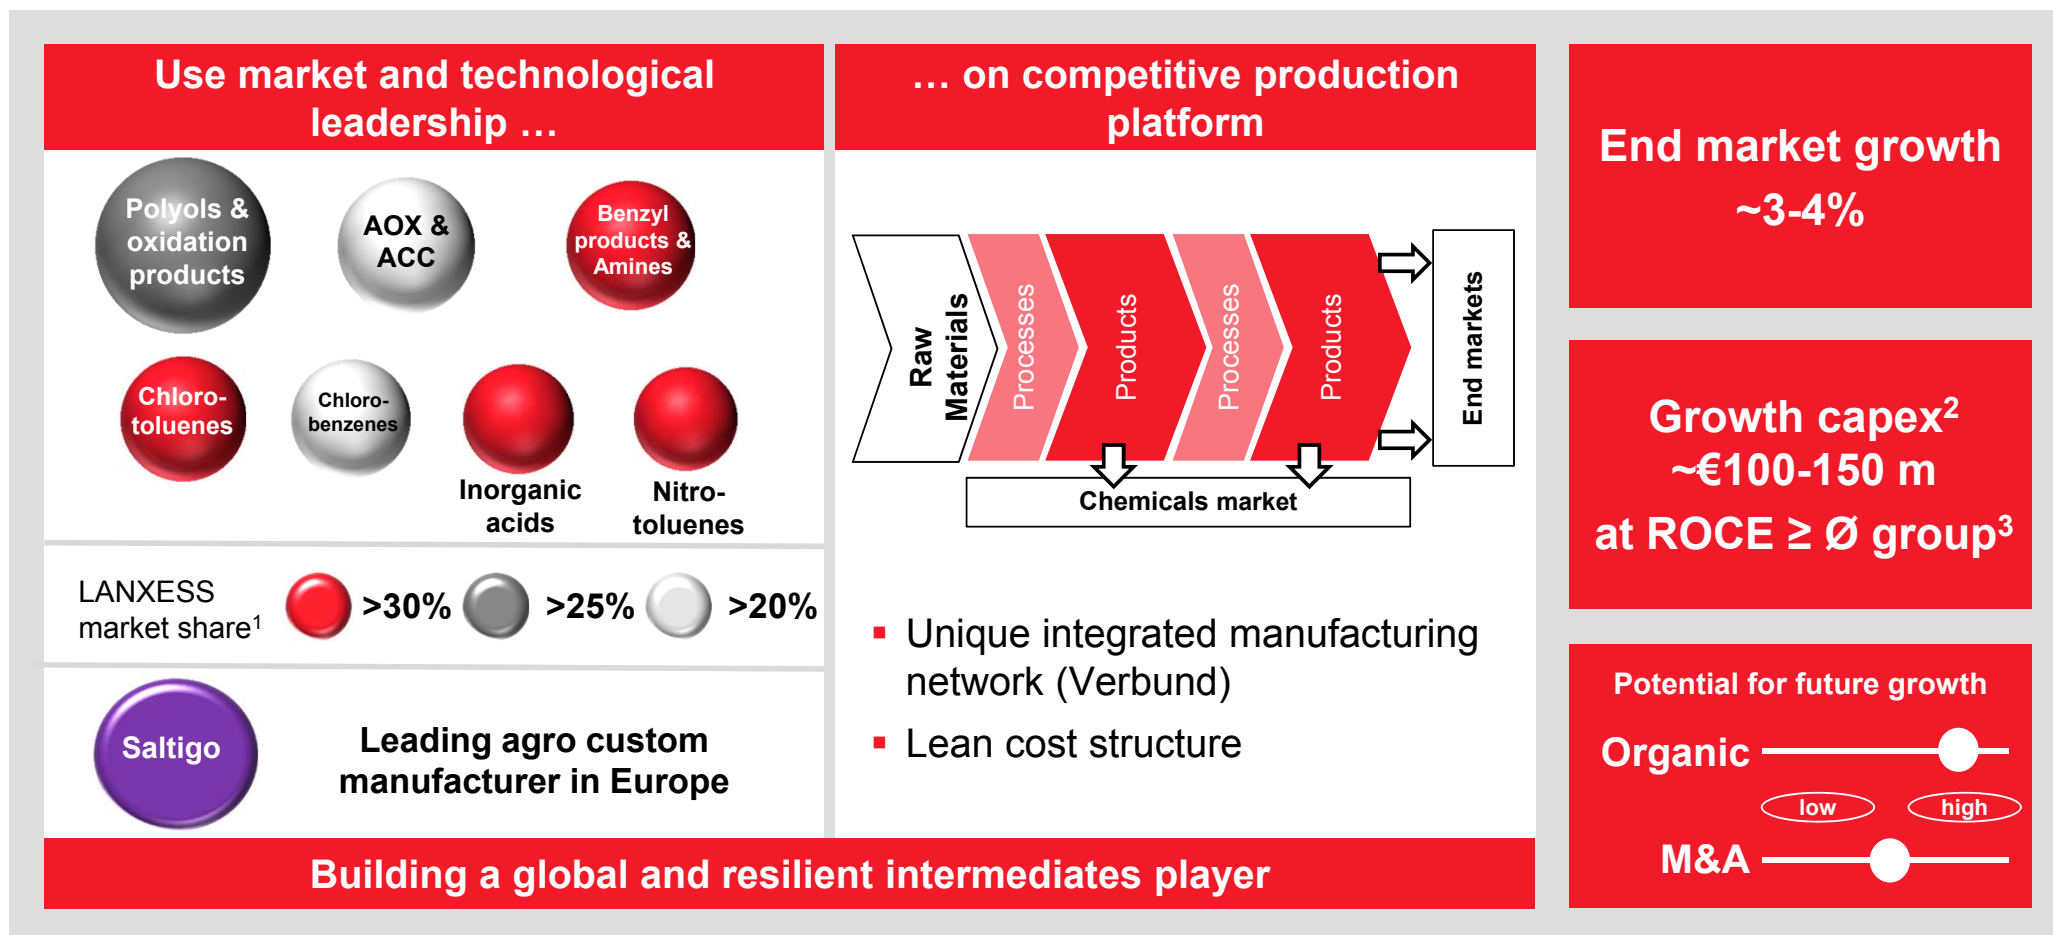 Use market and technological
leadership …
Polyols &
oxidation
products
AOX &
ACC
Benzyl
products &
Amines
Chloro-
toluenes
Chloro-
benzenes
Inorganic
acids
Nitro-
toluenes
LANXESS
market share¹
>30%
>25%
>20%
Saltigo
Leading agro custom
manufacturer in Europe
… on competitive production
platform
Raw
Materials
Processes
Products
Processes
Products
End markets
Chemicals market
▪ Unique integrated manufacturing
network (Verbund)
▪ Lean cost structure
Building a global and resilient intermediates player
End market growth
~3-4%
Growth capex²
~€100-150 m
at ROCE ≥ Ø group³
Potential for future growth
Organic
low
high
M&A